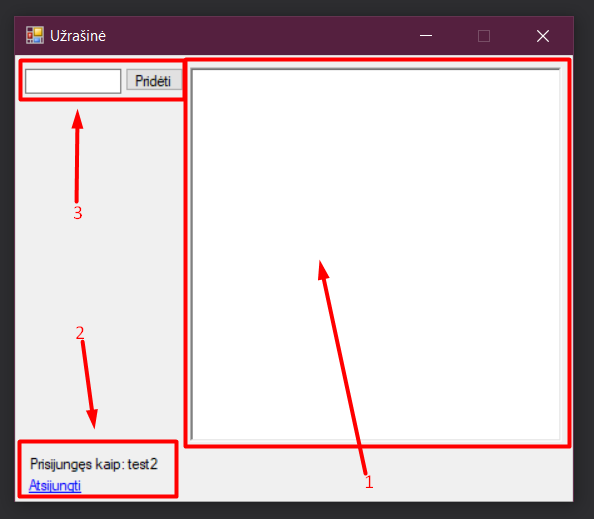 Užrašinė
Pridėti
3
2
1
Prisijungęs kaip: test2
Atsijungti